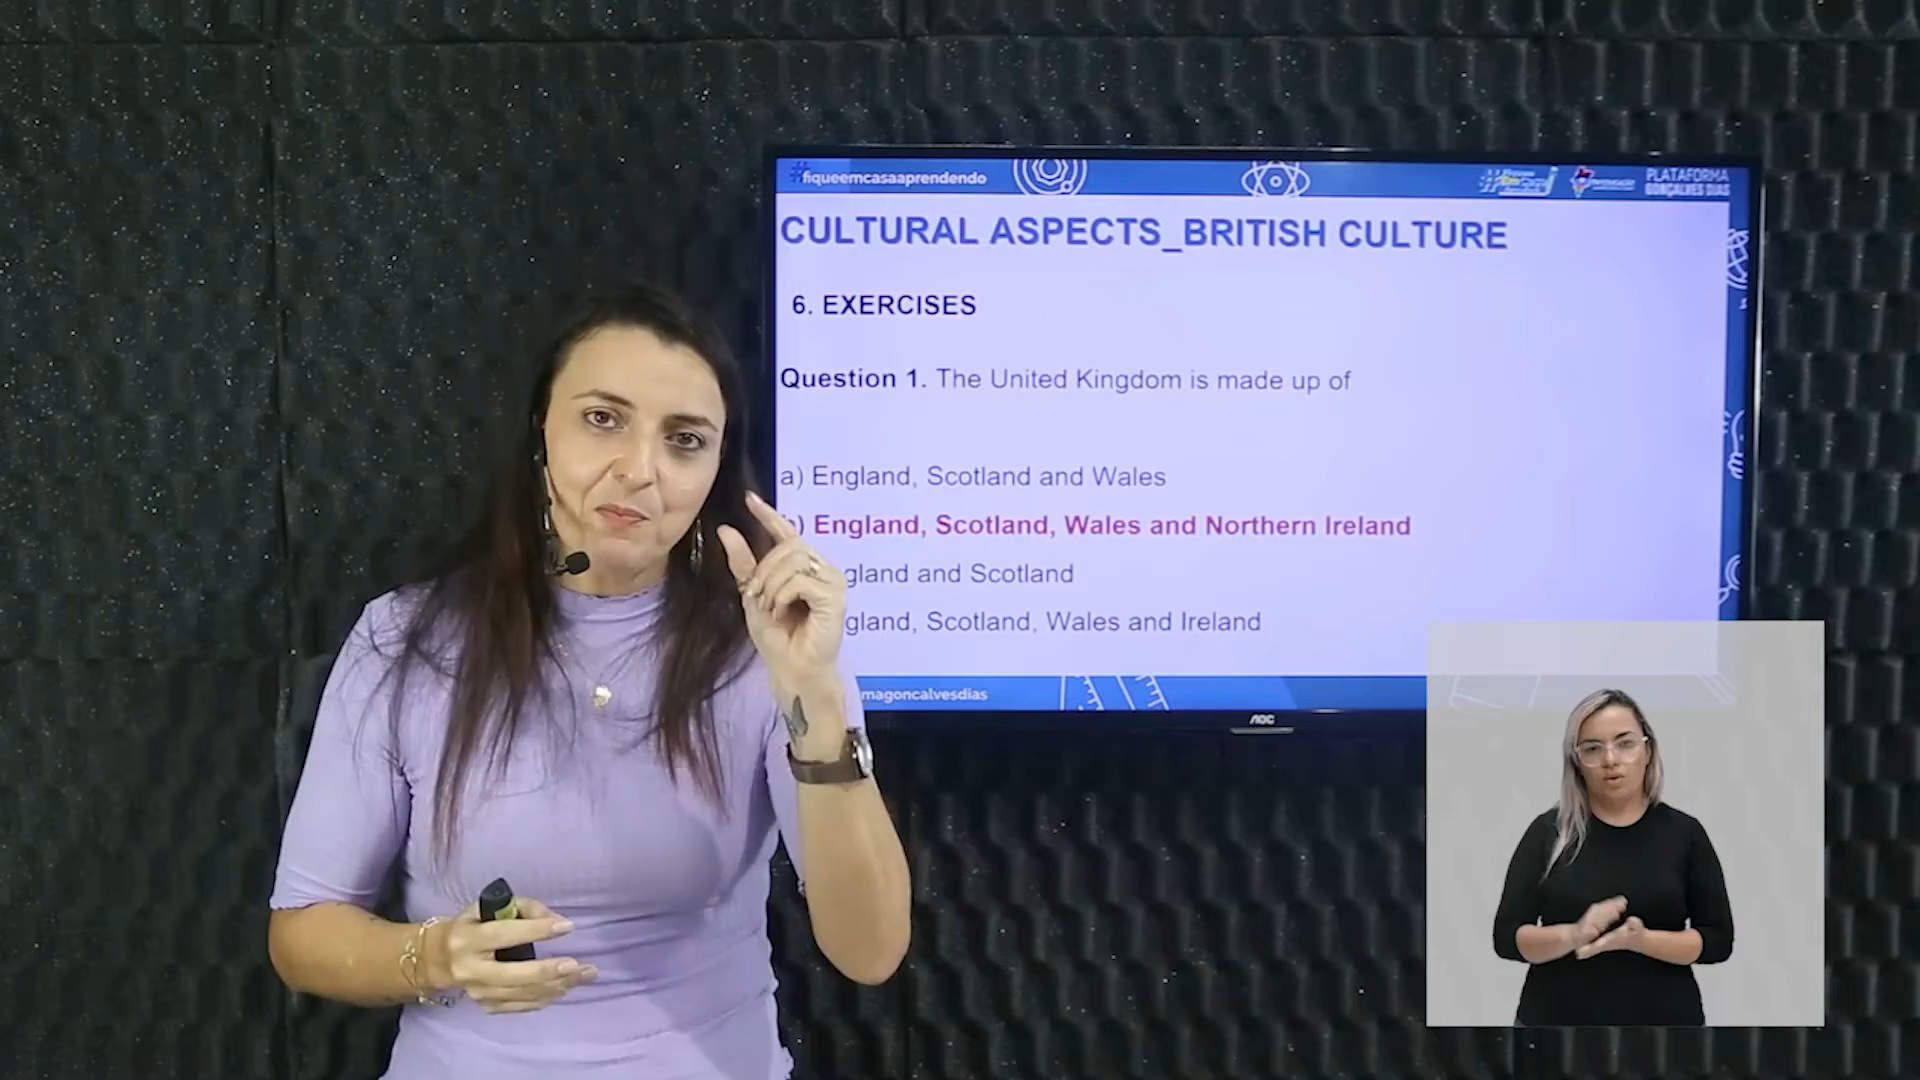 #fiqueemcasaaprendendo
PLATAFORMA
GONÇALVES DIAS
CULTURAL ASPECTS_BRITISH CULTURE
6. EXERCISES
Question 1. The United Kingdom is made up of
a) England, Scotland and Wales
b) England, Scotland, Wales and Northern Ireland
gland and Scotland
gland, Scotland, Wales and Ireland
magoncalvesdias
AOC